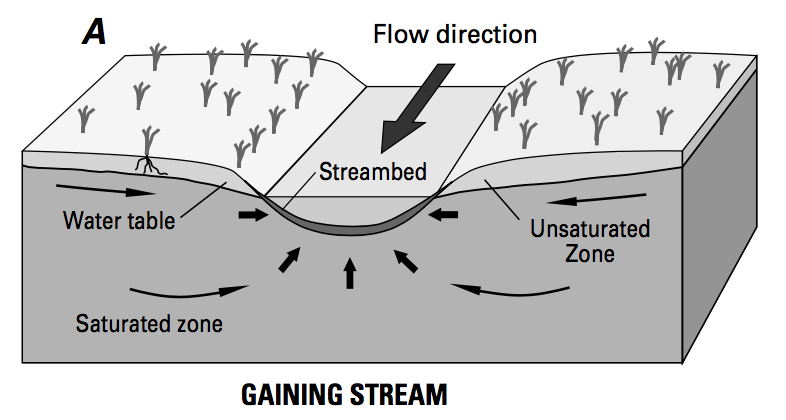 A
Flow direction
Streambed
Water table
Unsaturated
Zone
Saturated zone
GAINING STREAM